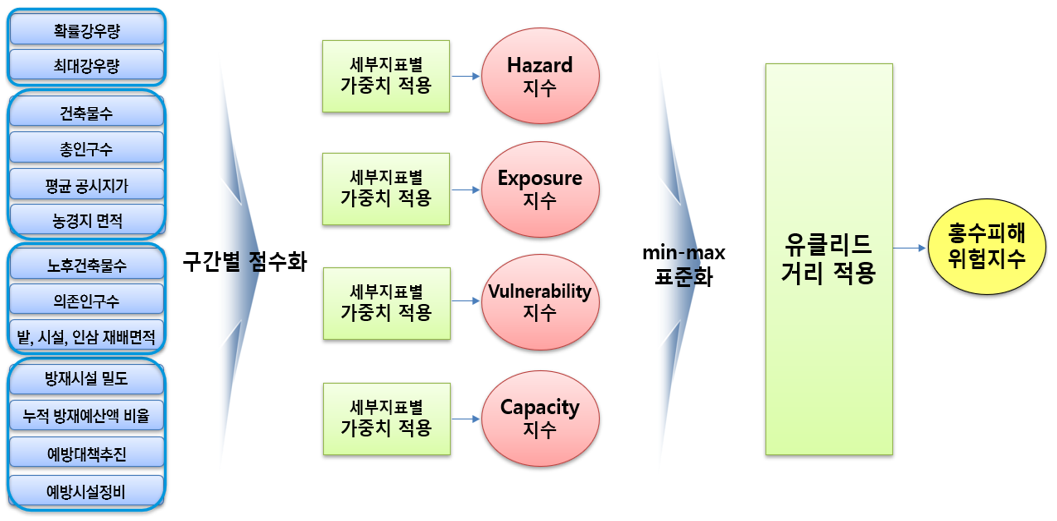 확률강우량
최대강우량
건축물수
총인구수
평균 공시지가
농경지 면적
노후건축물수
의존인구수
밭, 시설, 인삼 재배면적
방재시설 밀도
누적 방재예산액 비율
예방대책추진
예방시설정비
구간별 점수화
세부지표별
가중치 적용
Hazard
지수
세부지표별
가중치 적용
Exposure
지수
세부지표별
가중치 적용
Vulnerability
지수
세부지표별
가중치 적용
Capacity
지수
min-max
표준화
유클리드
거리 적용
홍수피해
위험지수